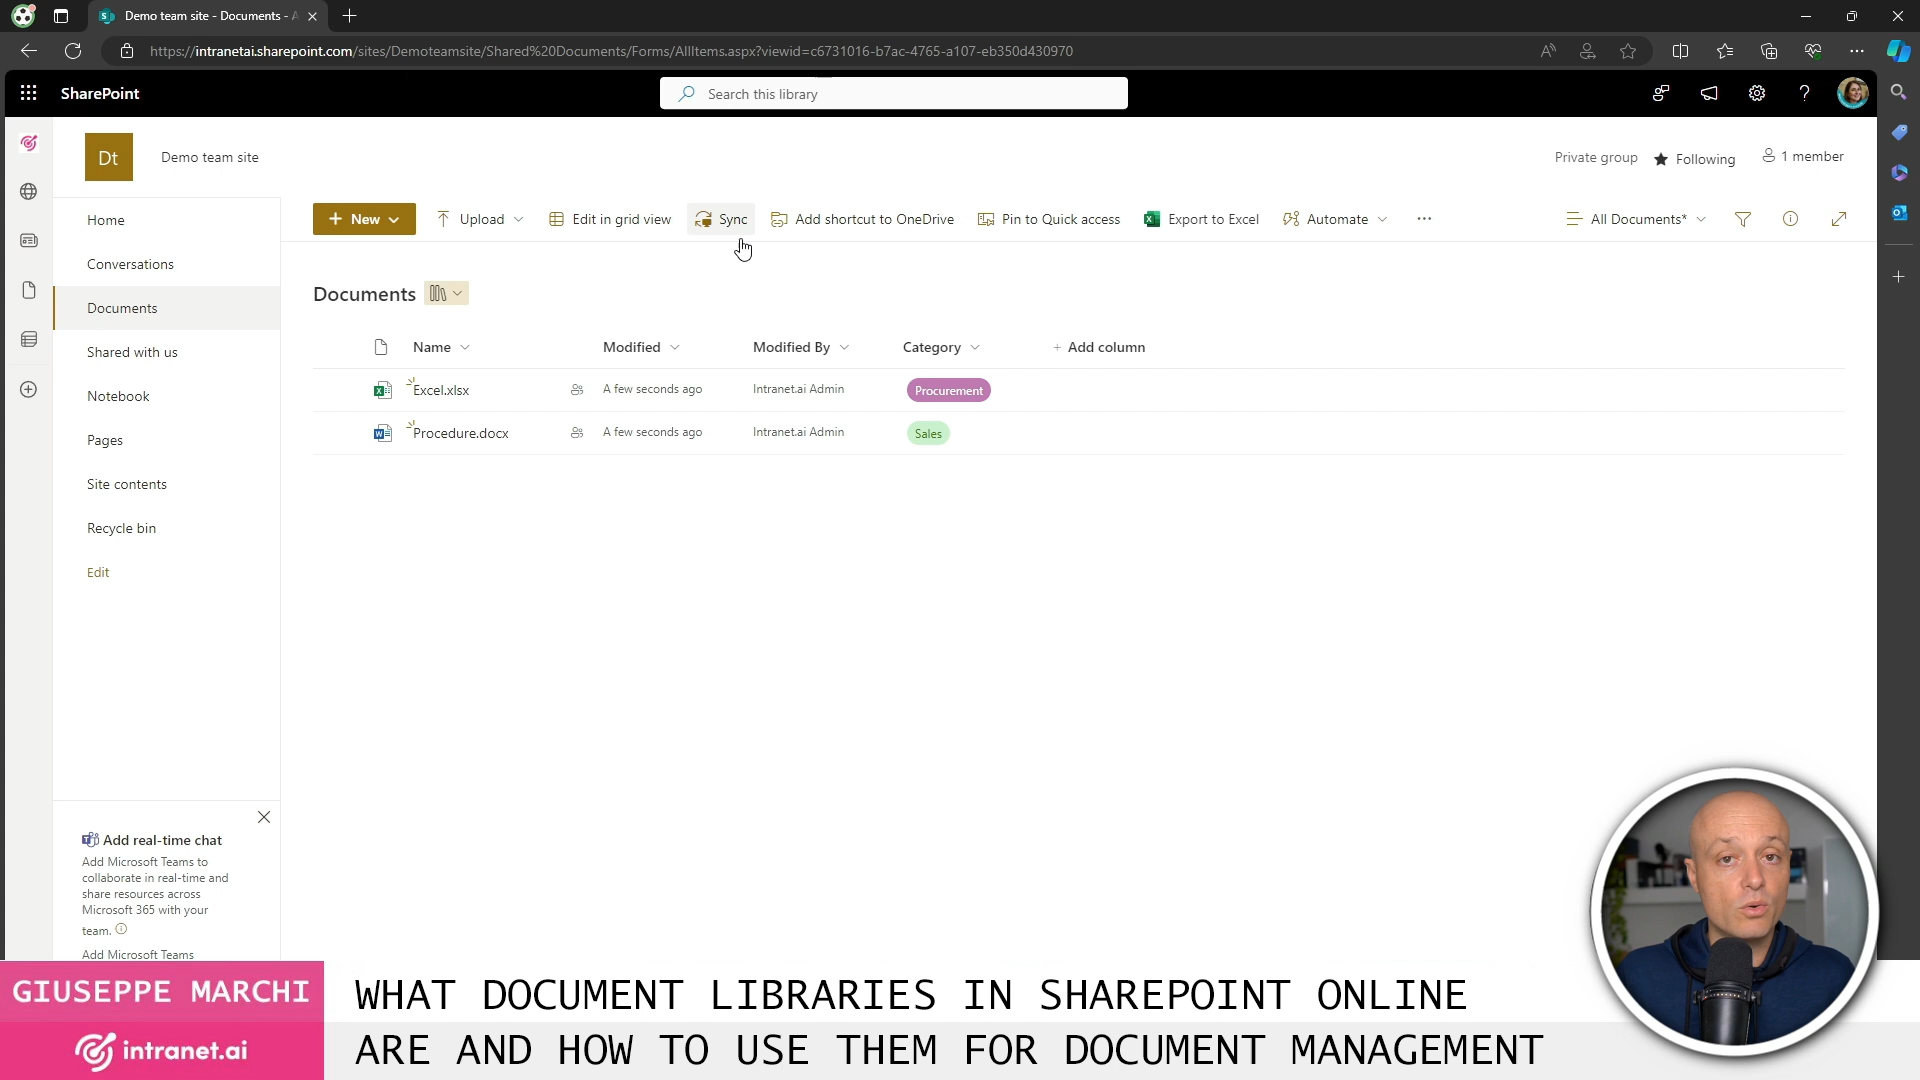 Demo team site - Documents - A
https://intranetai.sharepoint.com/sites/Demoteamsite/Shared%20Documents/Forms/AllItems.aspx?viewid=c6731016-b7ac-4765-a107-eb350d430970
SharePoint
Search this library
Dt
Demo team site
Private group
Following
1 member
Home
Conversations
Documents
Shared with us
Notebook
Pages
Site contents
Recycle bin
Edit
New
Upload
Edit in grid view
Sync
Add shortcut to OneDrive
Pin to Quick access
Export to Excel
Automate
All Documents*
Documents
Name
Modified
Modified By
Category
Add column
Excel.xlsx
A few seconds ago
Intranet.ai Admin
Procurement
Procedure.docx
A few seconds ago
Intranet.ai Admin
Sales
Add real-time chat
Add Microsoft Teams to
collaborate in real-time and
share resources across
Microsoft 365 with your
team.
Add Microsoft Teams
GIUSEPPE MARCHI
intranet.ai
WHAT DOCUMENT LIBRARIES IN SHAREPOINT ONLINE
ARE AND HOW TO USE THEM FOR DOCUMENT MANAGEMENT